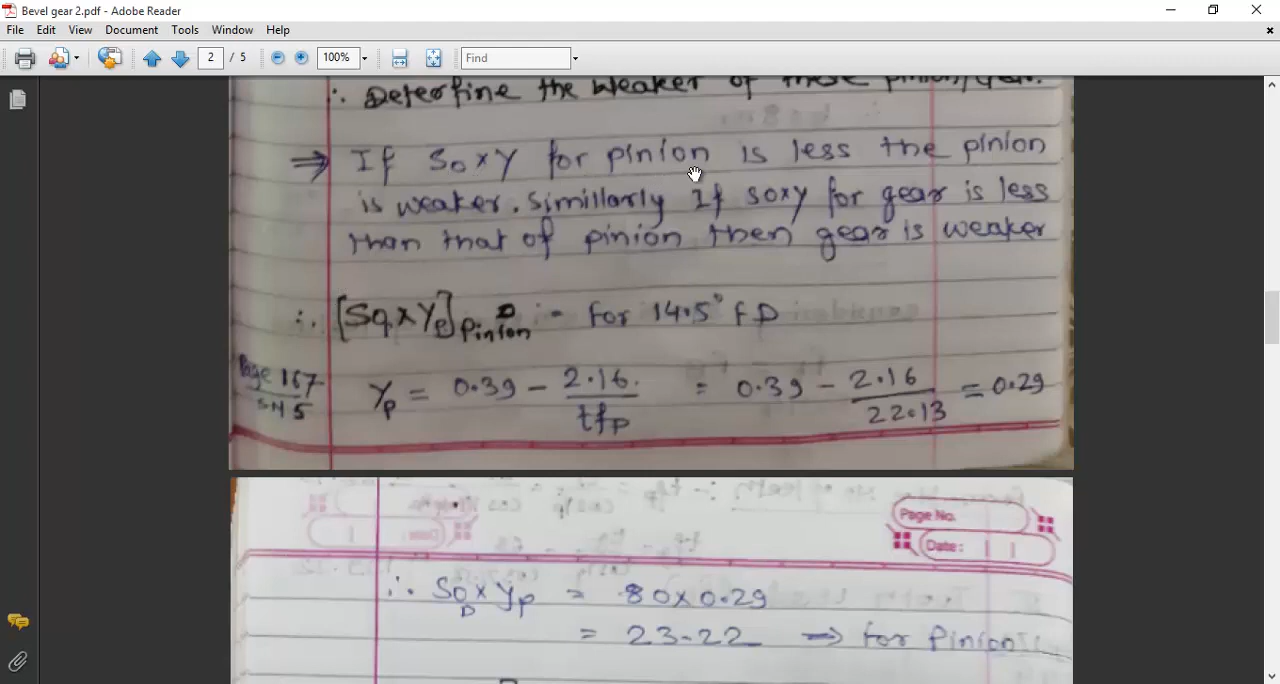 Bevel gear 2.pdf - Adobe Reader
File Edit View Document Tools Window Help
2 / 5 100% Find
∴ Deterfine the weaker of these pinion/gear.
⇒ If So×Y for pinion is less the pinion
is weaker. Simillarly If So×y for gear is less
than that of pinion then gear is weaker
∴ [So×Yp]pinion - for 14.5° FD
Page 167
SN 5
Yp = 0.39 - 2.16 / tfp = 0.39 - 2.16 / 22.13 = 0.29
Page No.
Date:
∴ Sop × yp = 80×0.29
= 23.22 → for Pinion